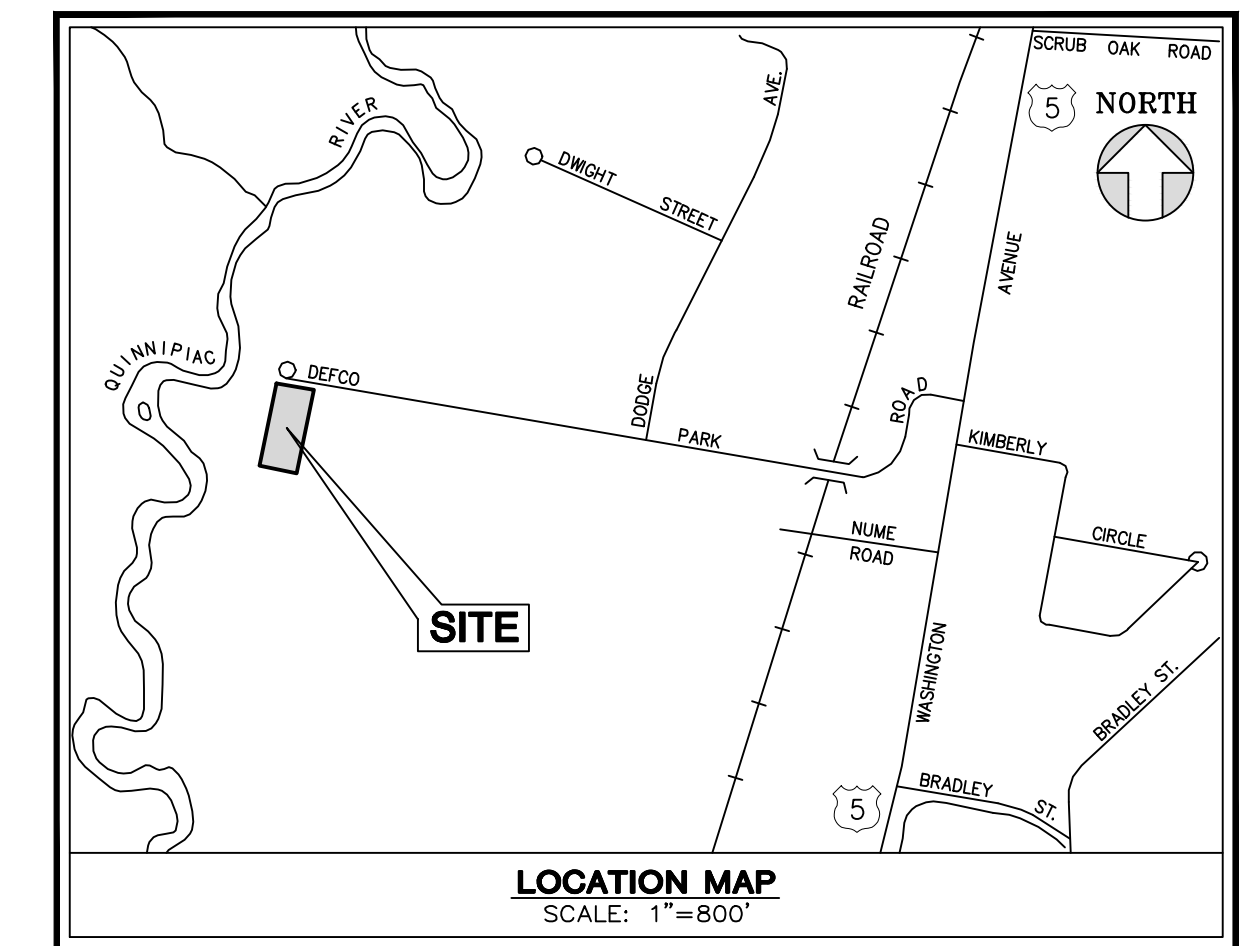 SCRUB OAK ROAD
5
NORTH
AVE.
RIVER
DWIGHT
STREET
RAILROAD
AVENUE
QUINNIPIAC
DEFCO
DODGE
PARK
ROAD
KIMBERLY
NUME
ROAD
CIRCLE
SITE
WASHINGTON
BRADLEY ST.
BRADLEY
ST.
5
LOCATION MAP
SCALE: 1"=800'